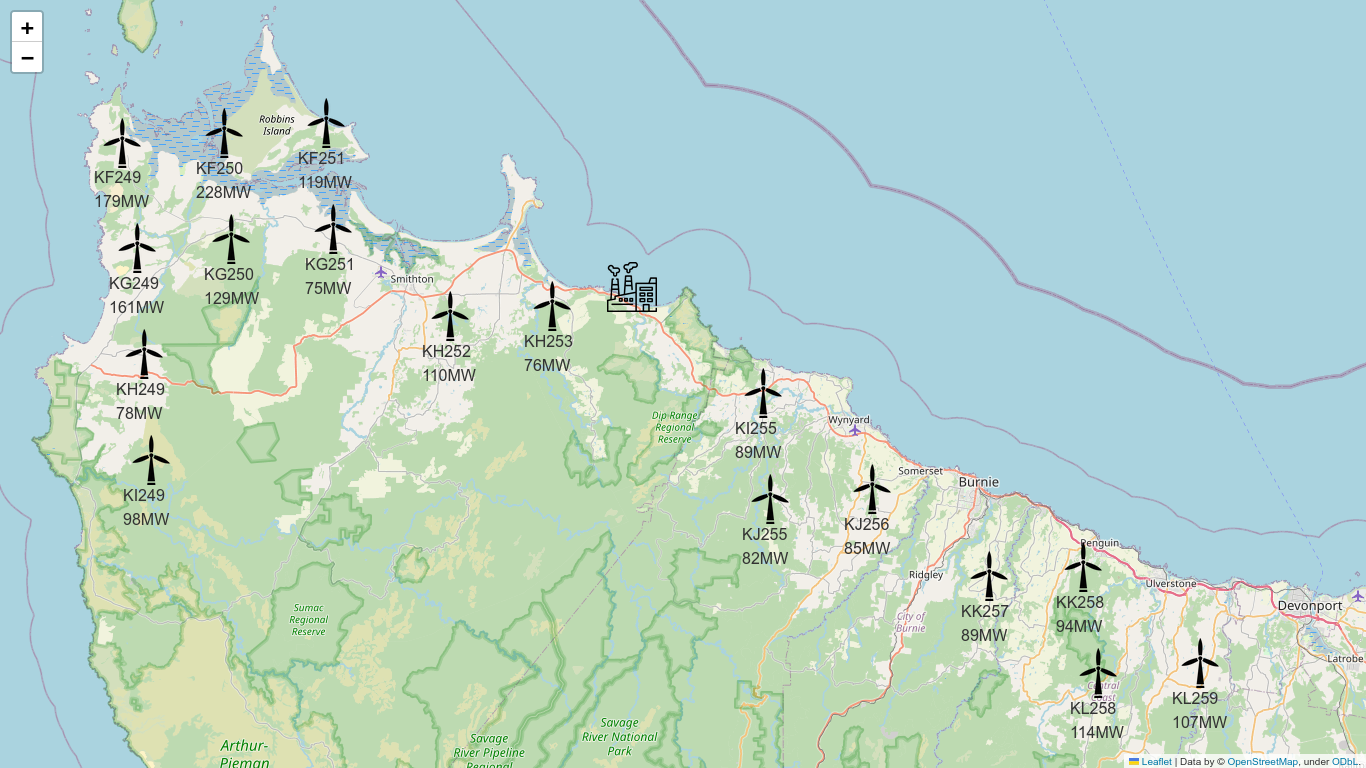 +
−
Robbins
Island
KF249
179MW
KF250
228MW
KF251
119MW
KG249
161MW
KG250
129MW
KG251
75MW
Smithton
KH249
78MW
KH252
110MW
KH253
76MW
KI249
98MW
Dip Range
Regional
Reserve
KI255
89MW
Wynyard
Somerset
Burnie
KJ255
82MW
KJ256
85MW
Penguin
Ridgley
Ulverstone
Devonport
KK257
89MW
KK258
94MW
City of
Burnie
Sumac
Regional
Reserve
Latrobe
Central
Coast
KL258
114MW
KL259
107MW
Savage
River National
Park
Savage
River Pipeline
Regional
Arthur-
Pieman
Leaflet | Data by © OpenStreetMap, under ODbL.